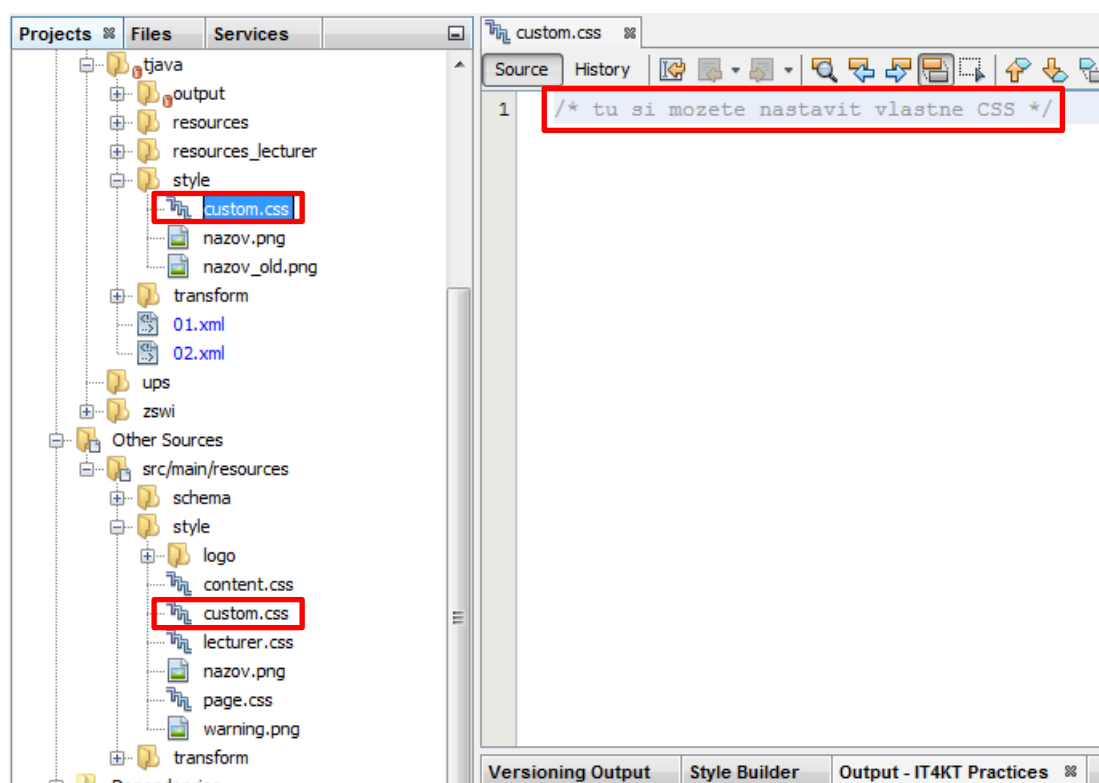 Projects Files Services
tjava
output
resources
resources_lecturer
style
custom.css
nazov.png
nazov_old.png
transform
01.xml
02.xml
ups
zswi
Other Sources
src/main/resources
schema
style
logo
content.css
custom.css
lecturer.css
nazov.png
page.css
warning.png
transform
custom.css
Source History
1 /* tu si mozete nastavit vlastne CSS */
Versioning Output Style Builder Output - IT4KT Practices